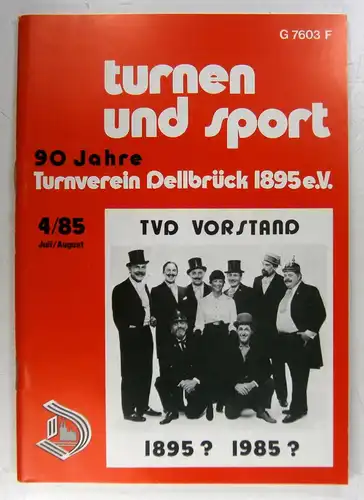 G 7603 F
turnen
und sport
90 Jahre
Turnverein Dellbrück 1895 e.V.
4/85
Juli/August
TVD VORSTAND
1895? 1985?